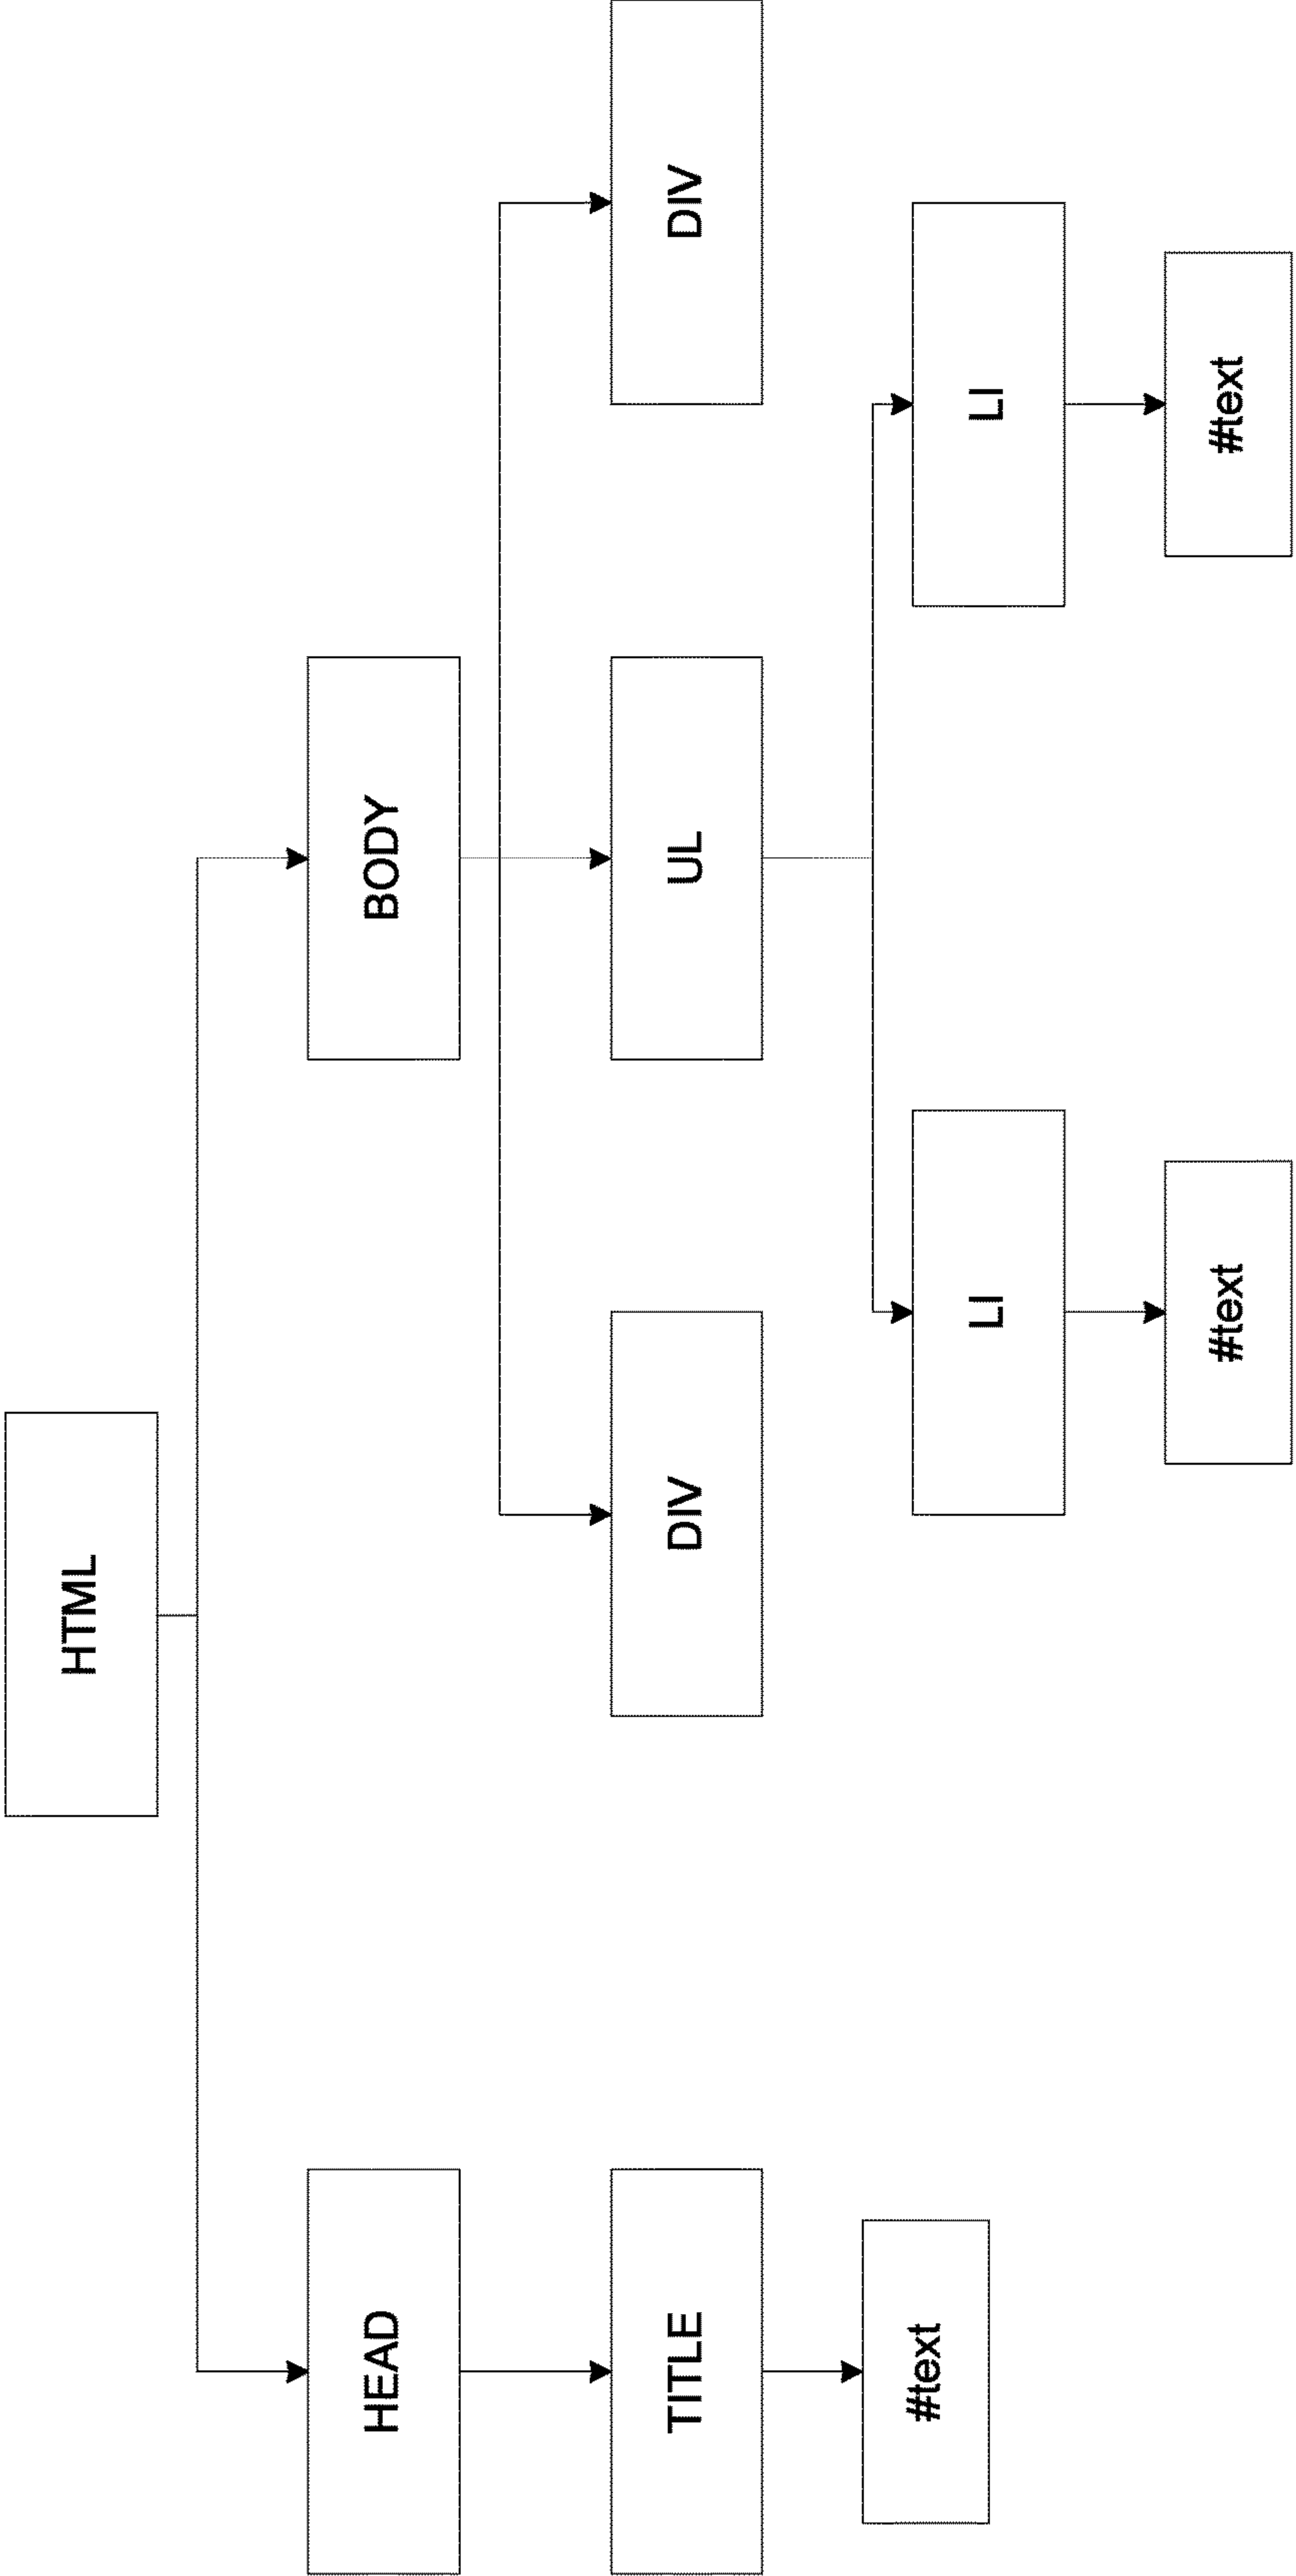 HTML
HEAD
BODY
TITLE
DIV
UL
DIV
#text
LI
LI
#text
#text